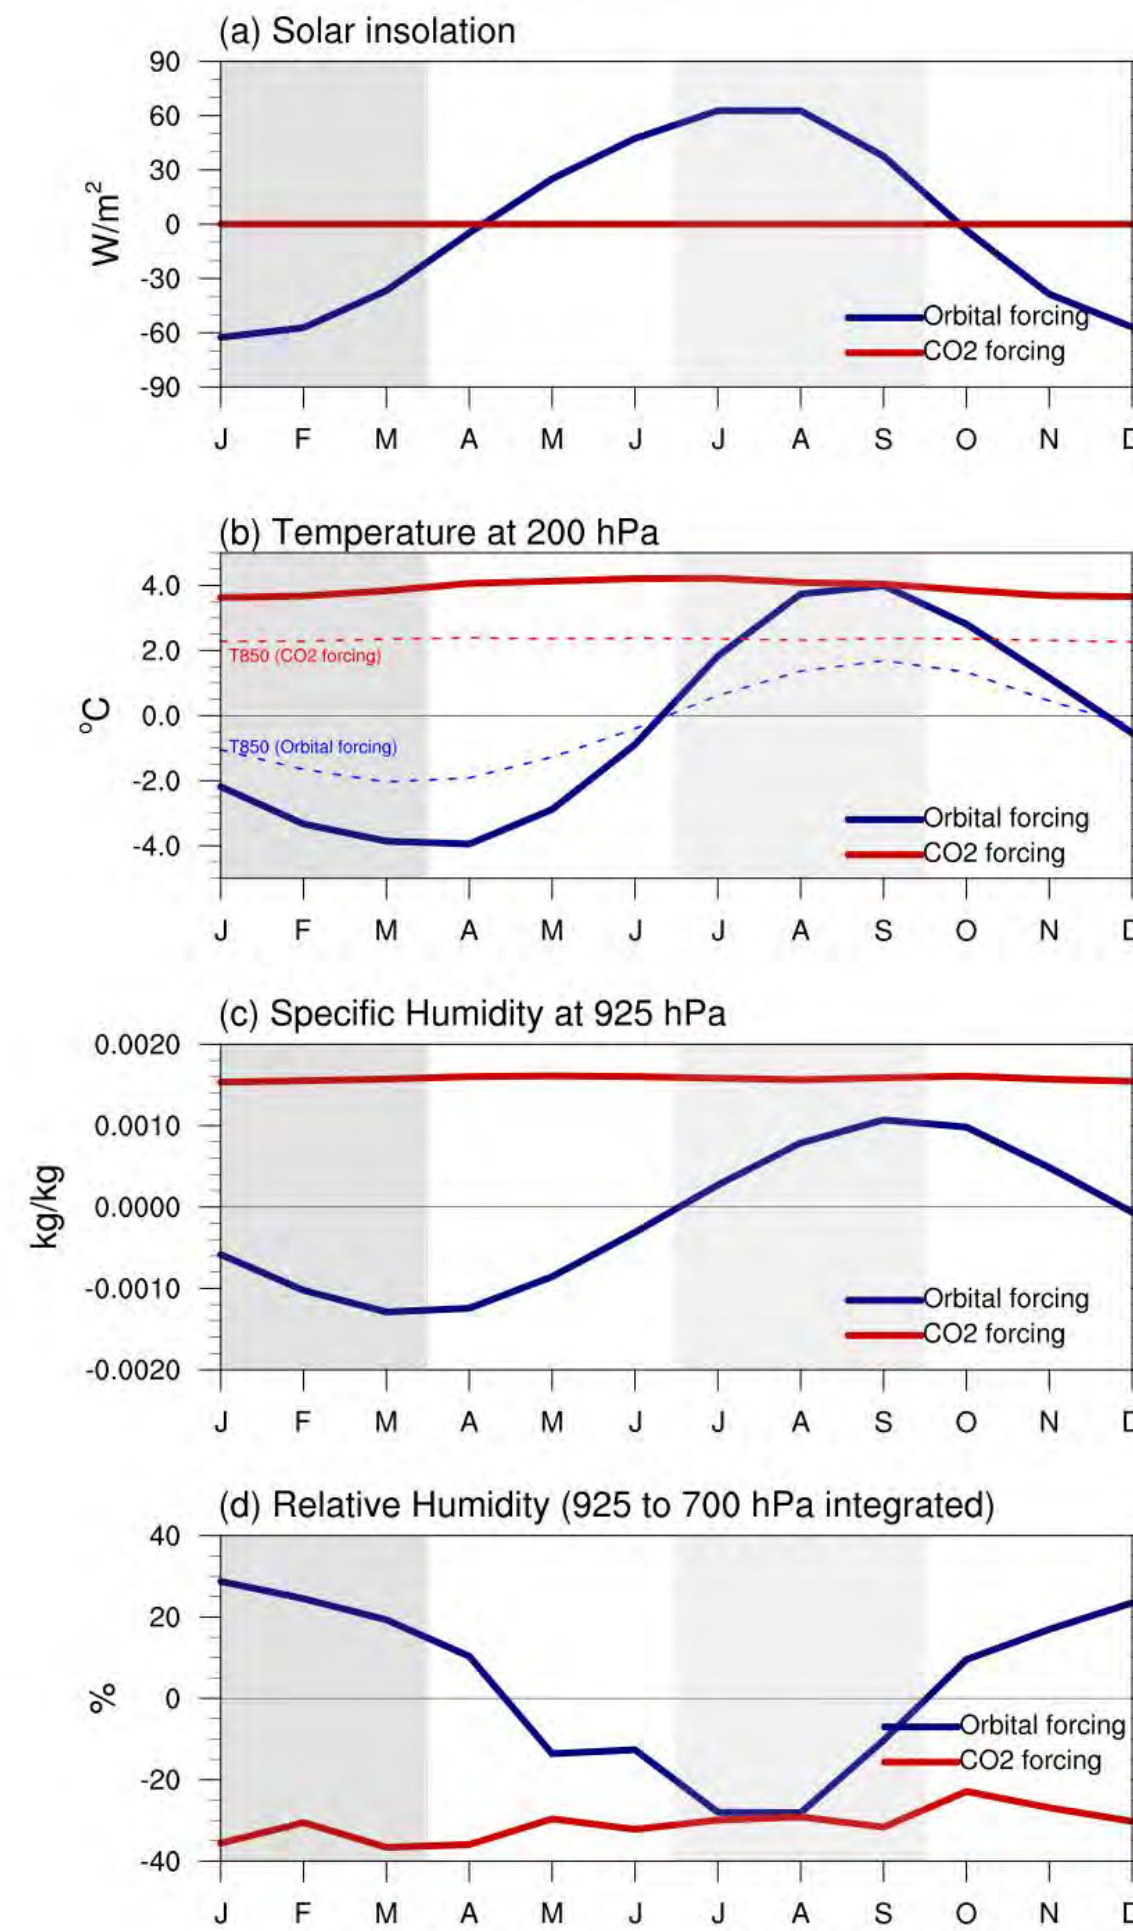 (a) Solar insolation
90
60
30
0
-30
-60
-90
W/m2
Orbital forcing
CO2 forcing
J F M A M J J A S O N D
(b) Temperature at 200 hPa
4.0
2.0
0.0
-2.0
-4.0
ºC
T850 (CO2 forcing)
T850 (Orbital forcing)
Orbital forcing
CO2 forcing
J F M A M J J A S O N D
(c) Specific Humidity at 925 hPa
0.0020
0.0010
0.0000
-0.0010
-0.0020
kg/kg
Orbital forcing
CO2 forcing
J F M A M J J A S O N D
(d) Relative Humidity (925 to 700 hPa integrated)
40
20
0
-20
-40
%
Orbital forcing
CO2 forcing
J F M A M J J A S O N D